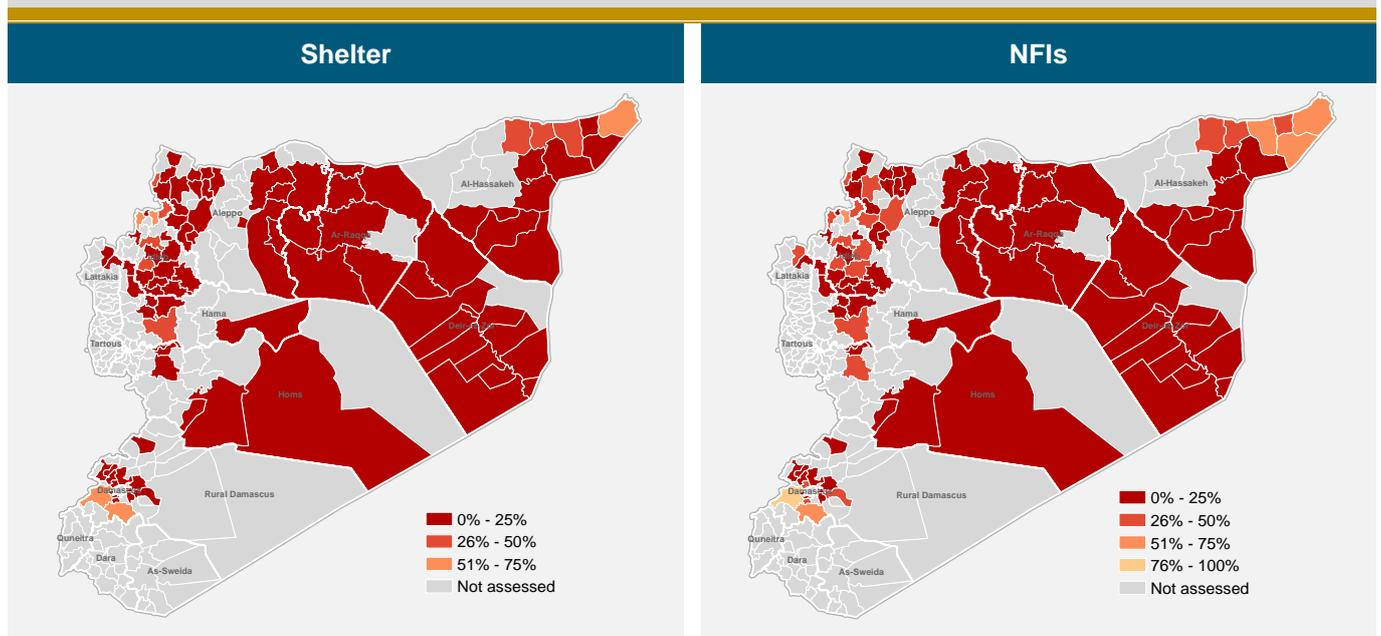 Shelter
Al-Hassakeh
Aleppo
Ar-Raqqa
Idleb
Lattakia
Hama
Deir-ez-Zor
Tartous
Homs
Damascus
Rural Damascus
Quneitra
Dara
As-Sweida
0% - 25%
26% - 50%
51% - 75%
Not assessed
NFIs
Al-Hassakeh
Aleppo
Ar-Raqqa
Idleb
Lattakia
Hama
Deir-ez-Zor
Tartous
Homs
Damascus
Rural Damascus
Quneitra
Dara
As-Sweida
0% - 25%
26% - 50%
51% - 75%
76% - 100%
Not assessed